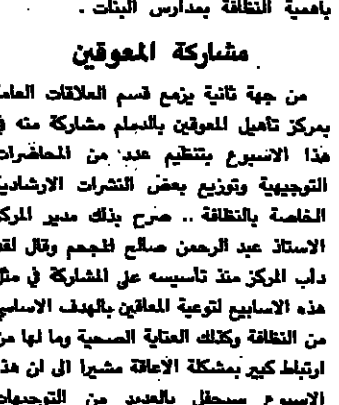 باهمية النظافة بمدارس البنات .
مشاركة المعوقين
من جهة ثانية يزمع قسم العلاقات العامة
بمركز تأهيل المعوقين بالدمام مشاركة منه في
هذا الاسبوع بتنظيم عدد من المحاضرات
التوجيهية وتوزيع بعض النشرات الارشادية
الخاصة بالنظافة .. صرح بذلك مدير المركز
الاستاذ عبد الرحمن صالح المجحم وقال لقد
دأب المركز منذ تأسيسه على المشاركة في مثل
هذه الاسابيع لتوعية المعاقين بالهدف الاساسي
من النظافة وكذلك العناية الصحية وما لها من
ارتباط كبير بمشكلة الاعاقة مشيرا الى ان هذا
الاسبوع سيحفل بالعديد من التوجيهات